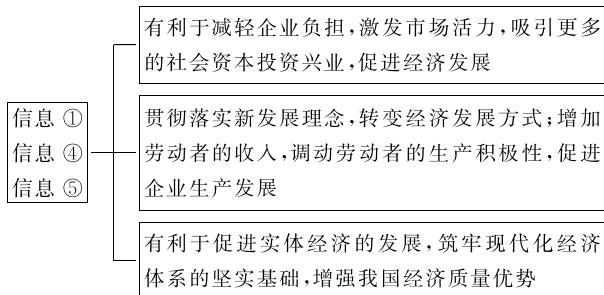 有利于减轻企业负担,激发市场活力,吸引更多
的社会资本投资兴业,促进经济发展
信息 ①
信息 ④
信息 ⑤
贯彻落实新发展理念,转变经济发展方式;增加
劳动者的收入,调动劳动者的生产积极性,促进
企业生产发展
有利于促进实体经济的发展,筑牢现代化经济
体系的坚实基础,增强我国经济质量优势